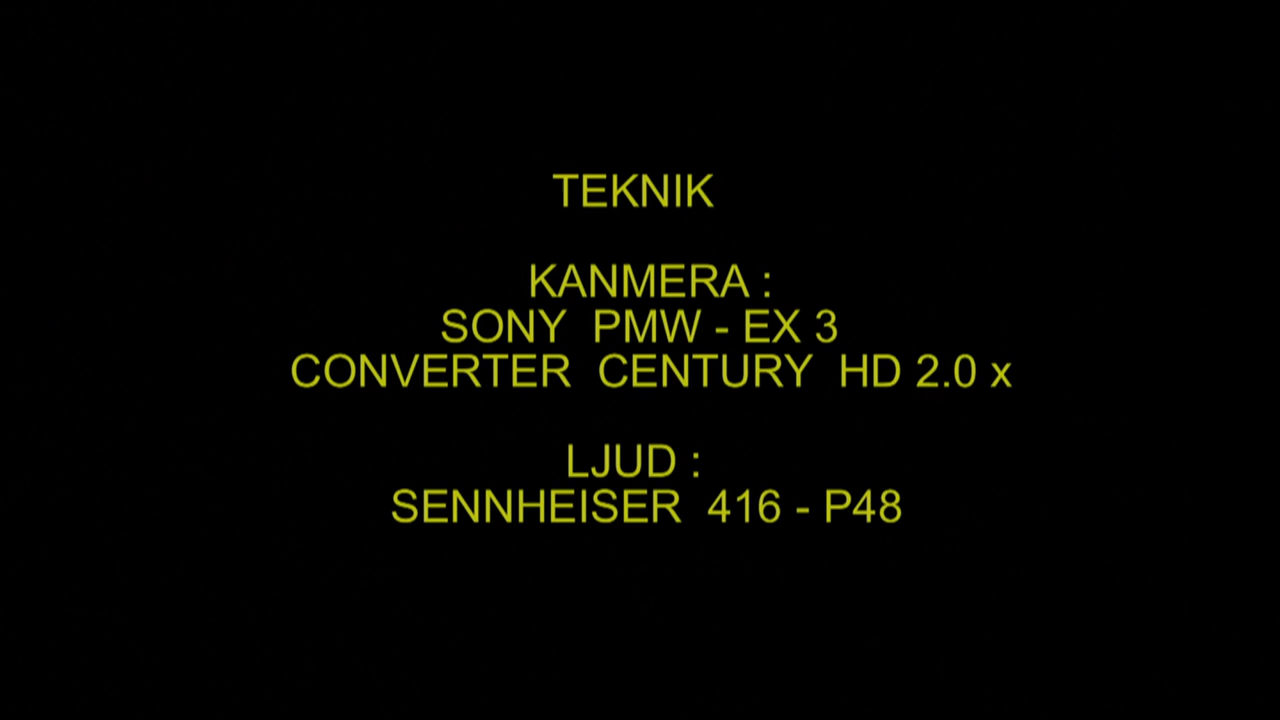 TEKNIK
KANMERA :
SONY PMW - EX 3
CONVERTER CENTURY HD 2.0 x
LJUD :
SENNHEISER 416 - P48